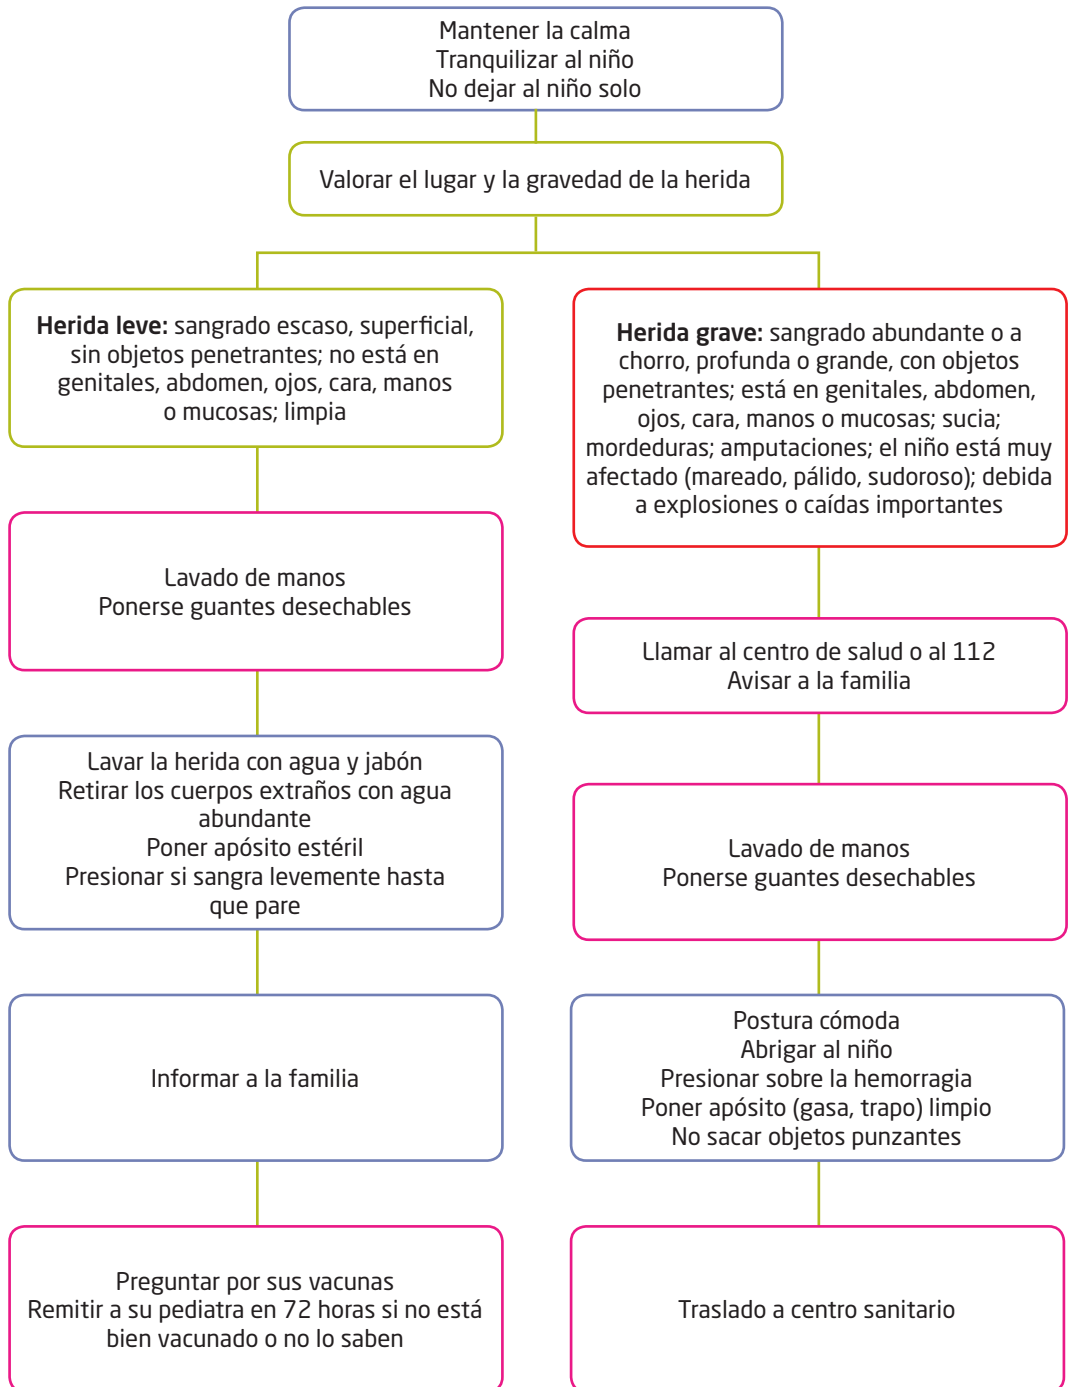 Mantener la calma
Tranquilizar al niño
No dejar al niño solo
Valorar el lugar y la gravedad de la herida
Herida leve: sangrado escaso, superficial,
sin objetos penetrantes; no está en
genitales, abdomen, ojos, cara, manos
o mucosas; limpia
Lavado de manos
Ponerse guantes desechables
Lavar la herida con agua y jabón
Retirar los cuerpos extraños con agua
abundante
Poner apósito estéril
Presionar si sangra levemente hasta
que pare
Informar a la familia
Preguntar por sus vacunas
Remitir a su pediatra en 72 horas si no está
bien vacunado o no lo saben
Herida grave: sangrado abundante o a
chorro, profunda o grande, con objetos
penetrantes; está en genitales, abdomen,
ojos, cara, manos o mucosas; sucia;
mordeduras; amputaciones; el niño está muy
afectado (mareado, pálido, sudoroso); debida
a explosiones o caídas importantes
Llamar al centro de salud o al 112
Avisar a la familia
Lavado de manos
Ponerse guantes desechables
Postura cómoda
Abrigar al niño
Presionar sobre la hemorragia
Poner apósito (gasa, trapo) limpio
No sacar objetos punzantes
Traslado a centro sanitario